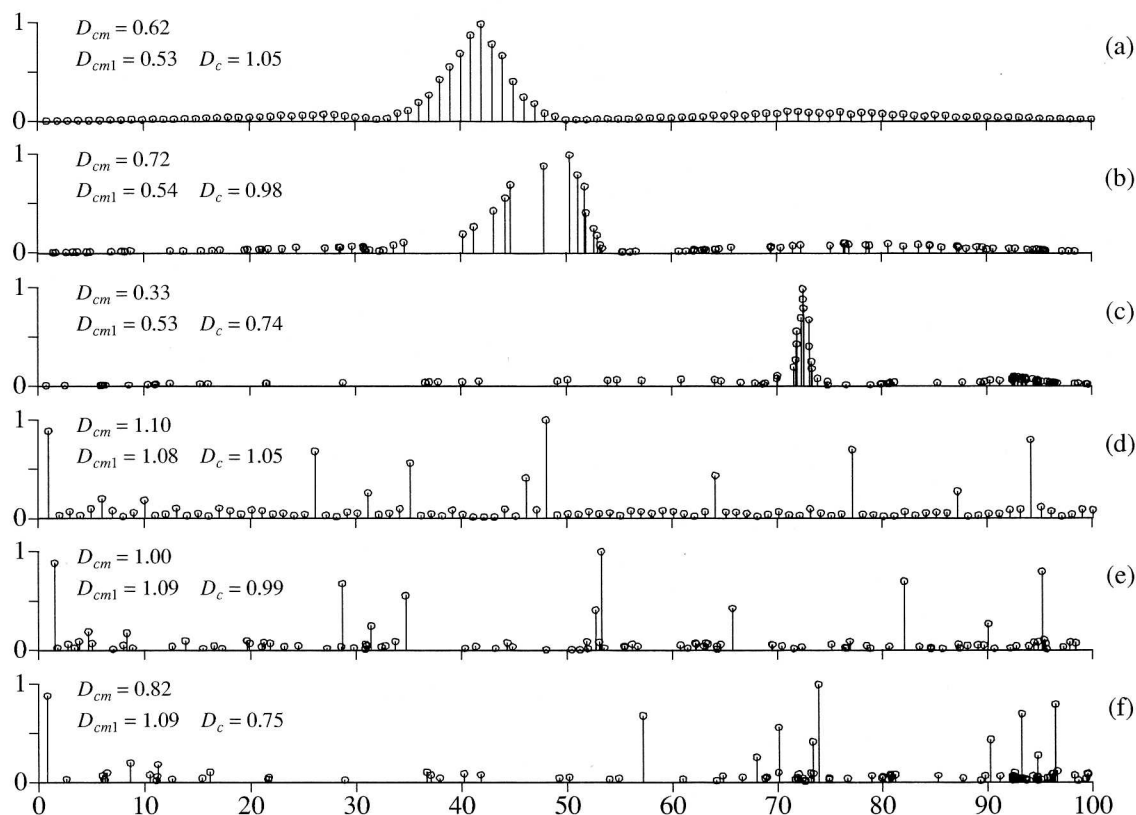 1
D_cm = 0.62
D_cm1 = 0.53 D_c = 1.05
(a)
0
1
D_cm = 0.72
D_cm1 = 0.54 D_c = 0.98
(b)
0
1
D_cm = 0.33
D_cm1 = 0.53 D_c = 0.74
(c)
0
1
D_cm = 1.10
D_cm1 = 1.08 D_c = 1.05
(d)
0
1
D_cm = 1.00
D_cm1 = 1.09 D_c = 0.99
(e)
0
1
D_cm = 0.82
D_cm1 = 1.09 D_c = 0.75
(f)
0
0 10 20 30 40 50 60 70 80 90 100